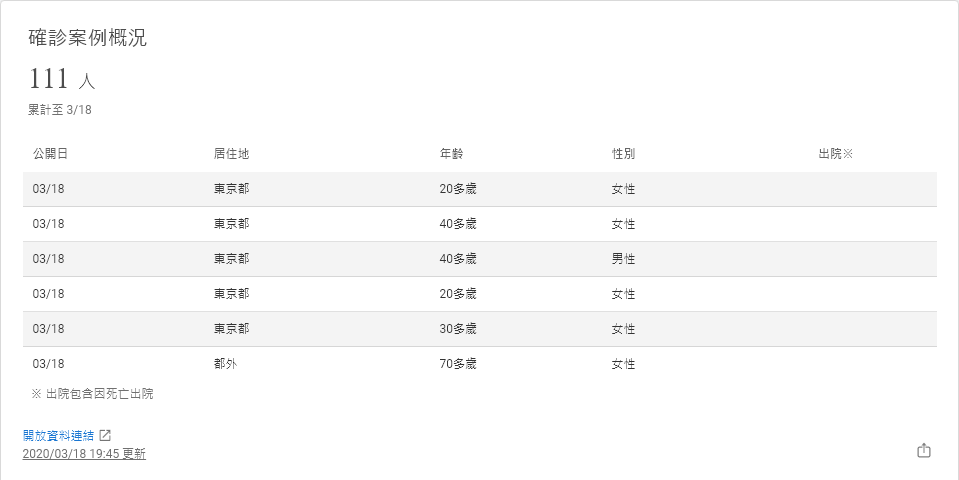 確診案例概況
111 人
累計至 3/18
公開日 居住地 年齡 性別 出院※
03/18 東京都 20多歲 女性
03/18 東京都 40多歲 女性
03/18 東京都 40多歲 男性
03/18 東京都 20多歲 女性
03/18 東京都 30多歲 女性
03/18 都外 70多歲 女性
※ 出院包含因死亡出院
開放資料連結
2020/03/18 19:45 更新